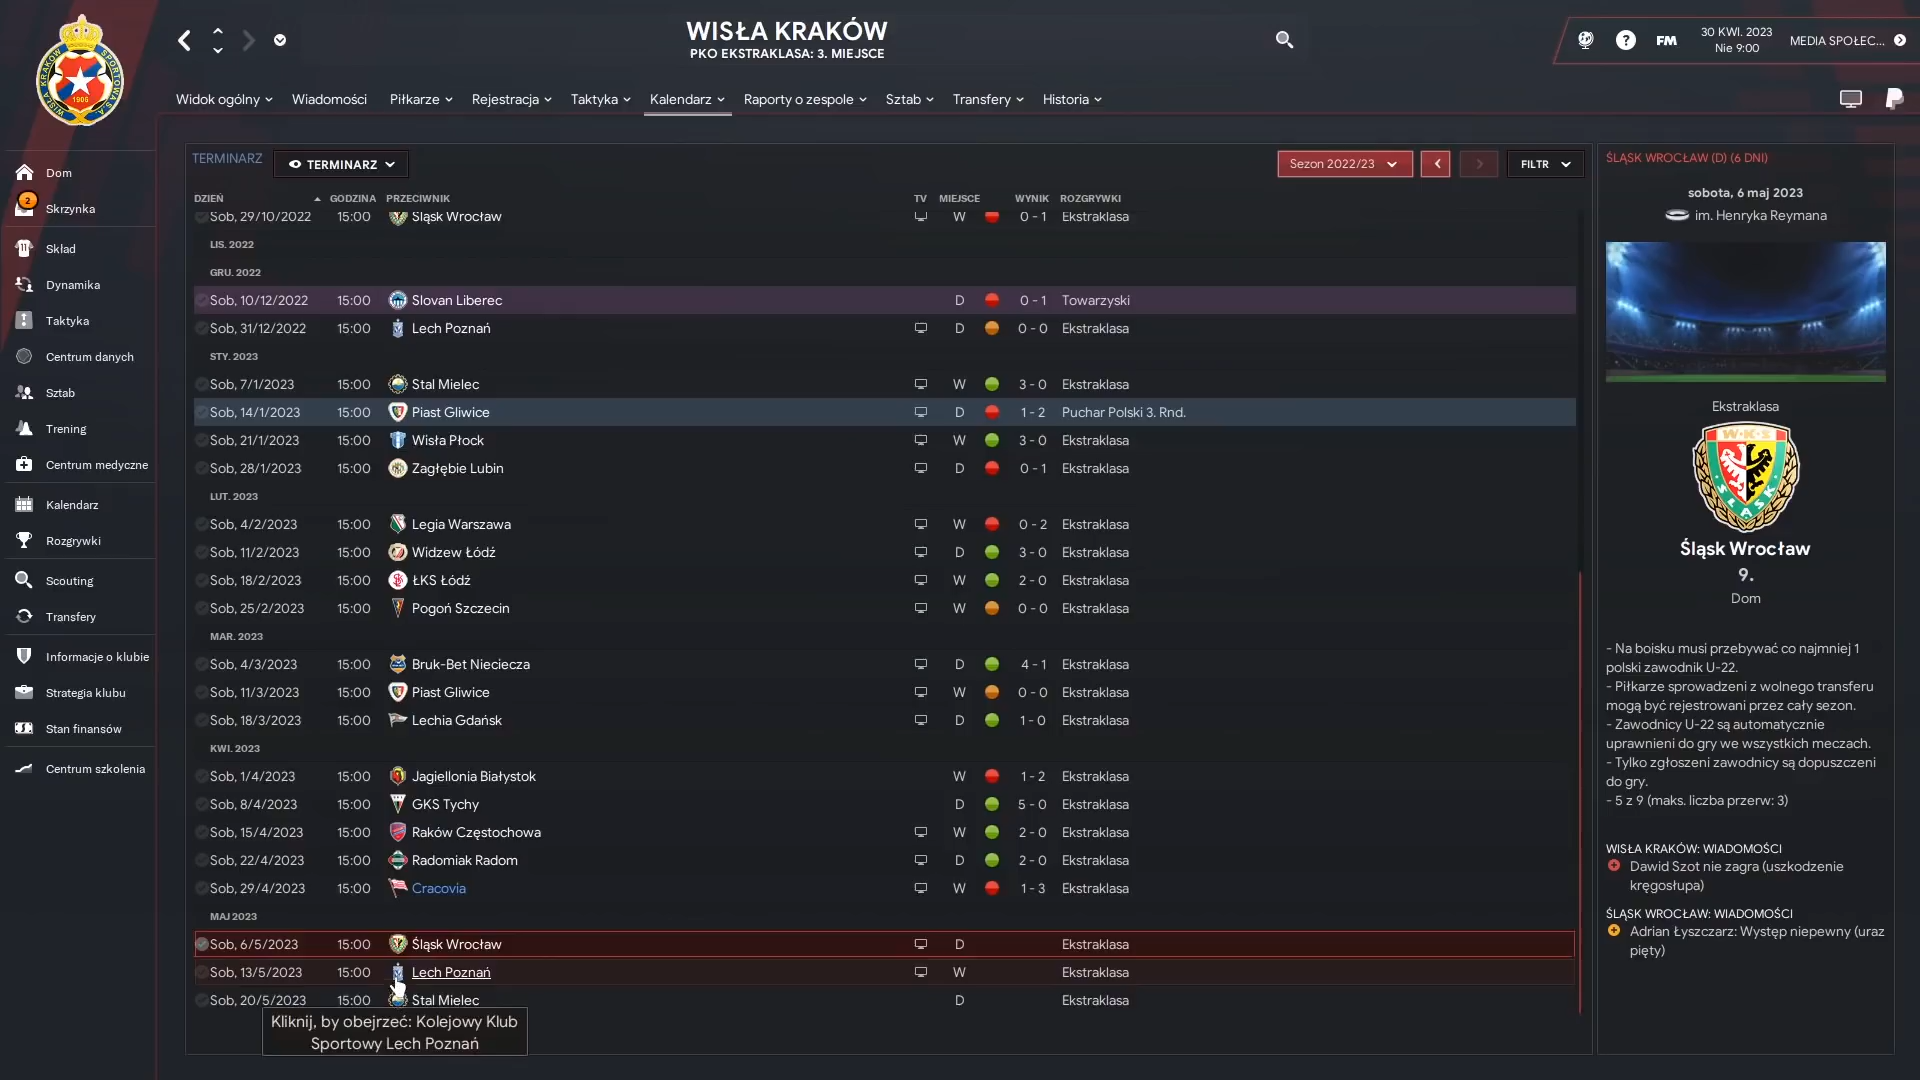 WISŁA KRAKÓW
PKO EKSTRAKLASA: 3. MIEJSCE
FM
30 KWI. 2023
Nie 9:00
MEDIA SPOŁEC...
Widok ogólny
Wiadomości
Piłkarze
Rejestracja
Taktyka
Kalendarz
Raporty o zespole
Sztab
Transfery
Historia
Dom
2
Skrzynka
Skład
Dynamika
Taktyka
Centrum danych
Sztab
Trening
Centrum medyczne
Kalendarz
Rozgrywki
Scouting
Transfery
Informacje o klubie
Strategia klubu
Stan finansów
Centrum szkolenia
TERMINARZ
TERMINARZ
Sezon 2022/23
FILTR
DZIEŃ GODZINA PRZECIWNIK TV MIEJSCE WYNIK ROZGRYWKI
Sob, 29/10/2022 15:00 Śląsk Wrocław W 0 - 1 Ekstraklasa
LIS. 2022
GRU. 2022
Sob, 10/12/2022 15:00 Slovan Liberec D 0 - 1 Towarzyski
Sob, 31/12/2022 15:00 Lech Poznań D 0 - 0 Ekstraklasa
STY. 2023
Sob, 7/1/2023 15:00 Stal Mielec W 3 - 0 Ekstraklasa
Sob, 14/1/2023 15:00 Piast Gliwice D 1 - 2 Puchar Polski 3. Rnd.
Sob, 21/1/2023 15:00 Wisła Płock W 3 - 0 Ekstraklasa
Sob, 28/1/2023 15:00 Zagłębie Lubin D 0 - 1 Ekstraklasa
LUT. 2023
Sob, 4/2/2023 15:00 Legia Warszawa W 0 - 2 Ekstraklasa
Sob, 11/2/2023 15:00 Widzew Łódź D 3 - 0 Ekstraklasa
Sob, 18/2/2023 15:00 ŁKS Łódź W 2 - 0 Ekstraklasa
Sob, 25/2/2023 15:00 Pogoń Szczecin W 0 - 0 Ekstraklasa
MAR. 2023
Sob, 4/3/2023 15:00 Bruk-Bet Nieciecza D 4 - 1 Ekstraklasa
Sob, 11/3/2023 15:00 Piast Gliwice W 0 - 0 Ekstraklasa
Sob, 18/3/2023 15:00 Lechia Gdańsk D 1 - 0 Ekstraklasa
KWI. 2023
Sob, 1/4/2023 15:00 Jagiellonia Białystok W 1 - 2 Ekstraklasa
Sob, 8/4/2023 15:00 GKS Tychy D 5 - 0 Ekstraklasa
Sob, 15/4/2023 15:00 Raków Częstochowa W 2 - 0 Ekstraklasa
Sob, 22/4/2023 15:00 Radomiak Radom D 2 - 0 Ekstraklasa
Sob, 29/4/2023 15:00 Cracovia W 1 - 3 Ekstraklasa
MAJ 2023
Sob, 6/5/2023 15:00 Śląsk Wrocław D Ekstraklasa
Sob, 13/5/2023 15:00 Lech Poznań W Ekstraklasa
Sob, 20/5/2023 15:00 Stal Mielec D Ekstraklasa
Kliknij, by obejrzeć: Kolejowy Klub
Sportowy Lech Poznań
ŚLĄSK WROCŁAW (D) (6 DNI)
sobota, 6 maj 2023
im. Henryka Reymana
Ekstraklasa
W·K·S
ŚLĄSK
Śląsk Wrocław
9.
Dom
- Na boisku musi przebywać co najmniej 1
polski zawodnik U-22.
- Piłkarze sprowadzeni z wolnego transferu
mogą być rejestrowani przez cały sezon.
- Zawodnicy U-22 są automatycznie
uprawnieni do gry we wszystkich meczach.
- Tylko zgłoszeni zawodnicy są dopuszczeni
do gry.
- 5 z 9 (maks. liczba przerw: 3)
WISŁA KRAKÓW: WIADOMOŚCI
Dawid Szot nie zagra (uszkodzenie
kręgosłupa)
ŚLĄSK WROCŁAW: WIADOMOŚCI
Adrian Łyszczarz: Występ niepewny (uraz
pięty)